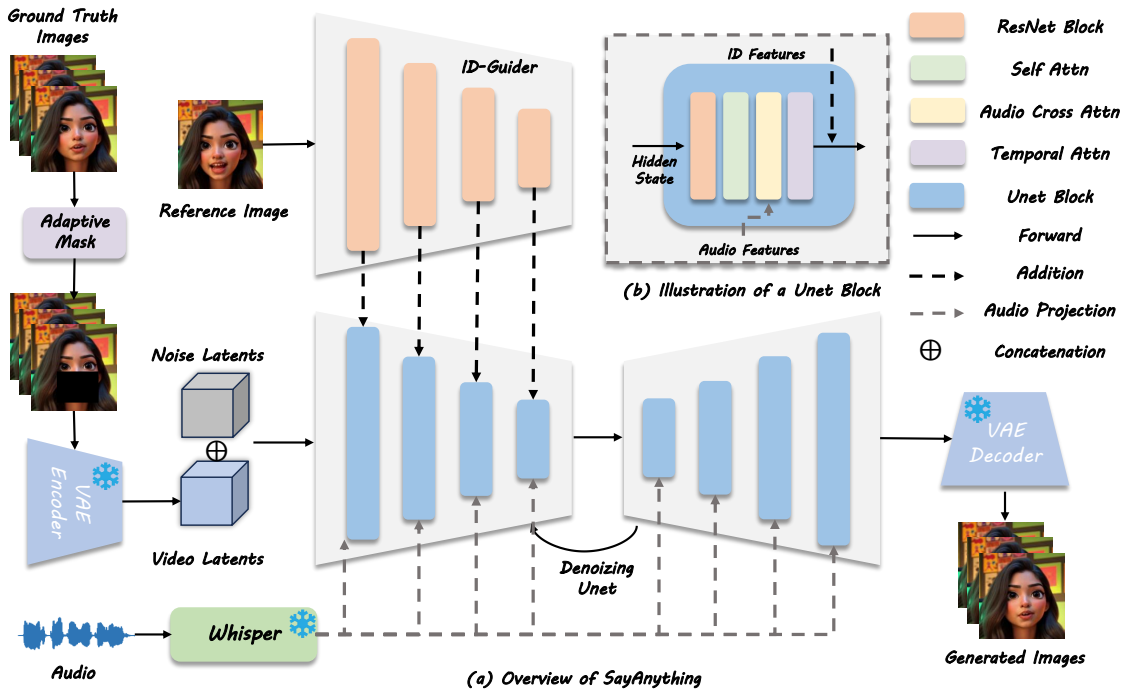 Ground Truth
Images
Reference Image
Adaptive
Mask
Noise Latents
VAE
Encoder
Video Latents
Audio
Whisper
ID-Guider
Denoizing
Unet
(a) Overview of SayAnything
ID Features
Hidden
State
Audio Features
(b) Illustration of a Unet Block
ResNet Block
Self Attn
Audio Cross Attn
Temporal Attn
Unet Block
Forward
Addition
Audio Projection
Concatenation
VAE
Decoder
Generated Images